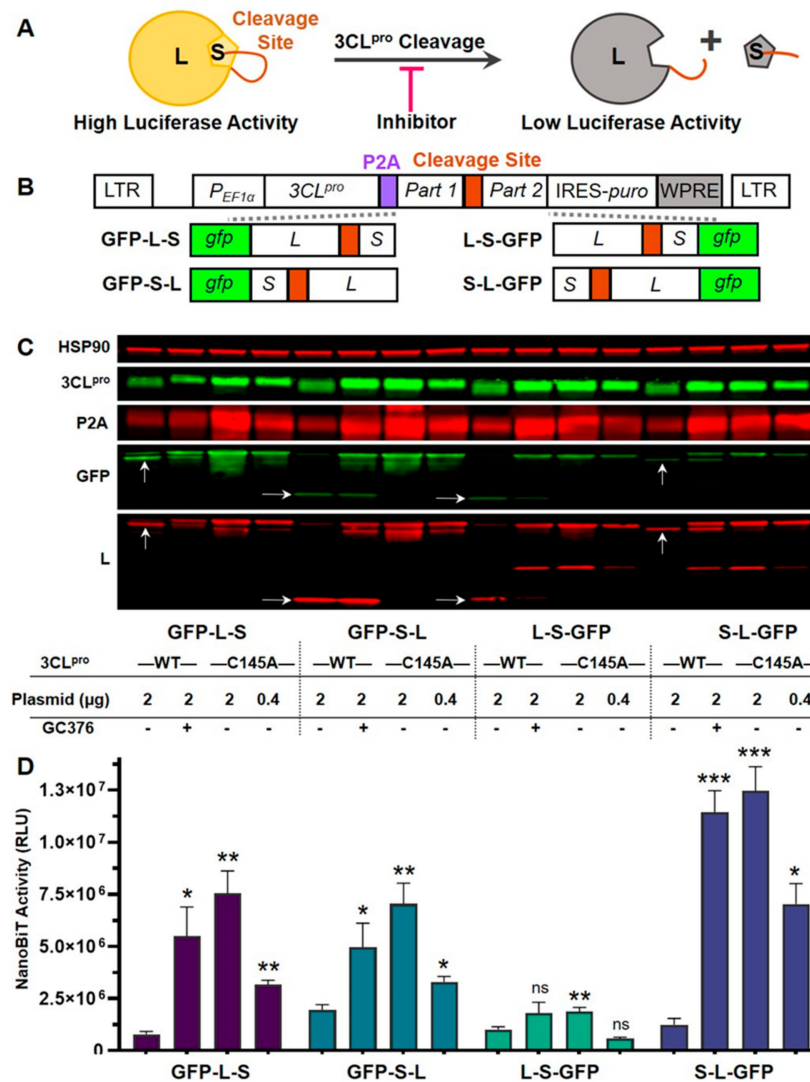 A
Cleavage
Site
L
S
3CLpro Cleavage
L
+
S
High Luciferase Activity
Inhibitor
Low Luciferase Activity
P2A Cleavage Site
B
LTR
PEF1α
3CLpro
Part 1
Part 2
IRES-puro
WPRE
LTR
GFP-L-S
gfp
L
S
L-S-GFP
L
S
gfp
GFP-S-L
gfp
S
L
S-L-GFP
S
L
gfp
C
HSP90
3CLpro
P2A
GFP
L
GFP-L-S GFP-S-L L-S-GFP S-L-GFP
3CLpro —WT— —C145A— —WT— —C145A— —WT— —C145A— —WT— —C145A—
Plasmid (µg) 2 2 2 0.4 2 2 2 0.4 2 2 2 0.4 2 2 2 0.4
GC376 - + - - - + - - - + - - - + - -
D
NanoBiT Activity (RLU)
1.3×10⁷
1.0×10⁷
7.5×10⁶
5.0×10⁶
2.5×10⁶
0
* ** **
* ** *
ns ** ns
*** *** *
GFP-L-S GFP-S-L L-S-GFP S-L-GFP